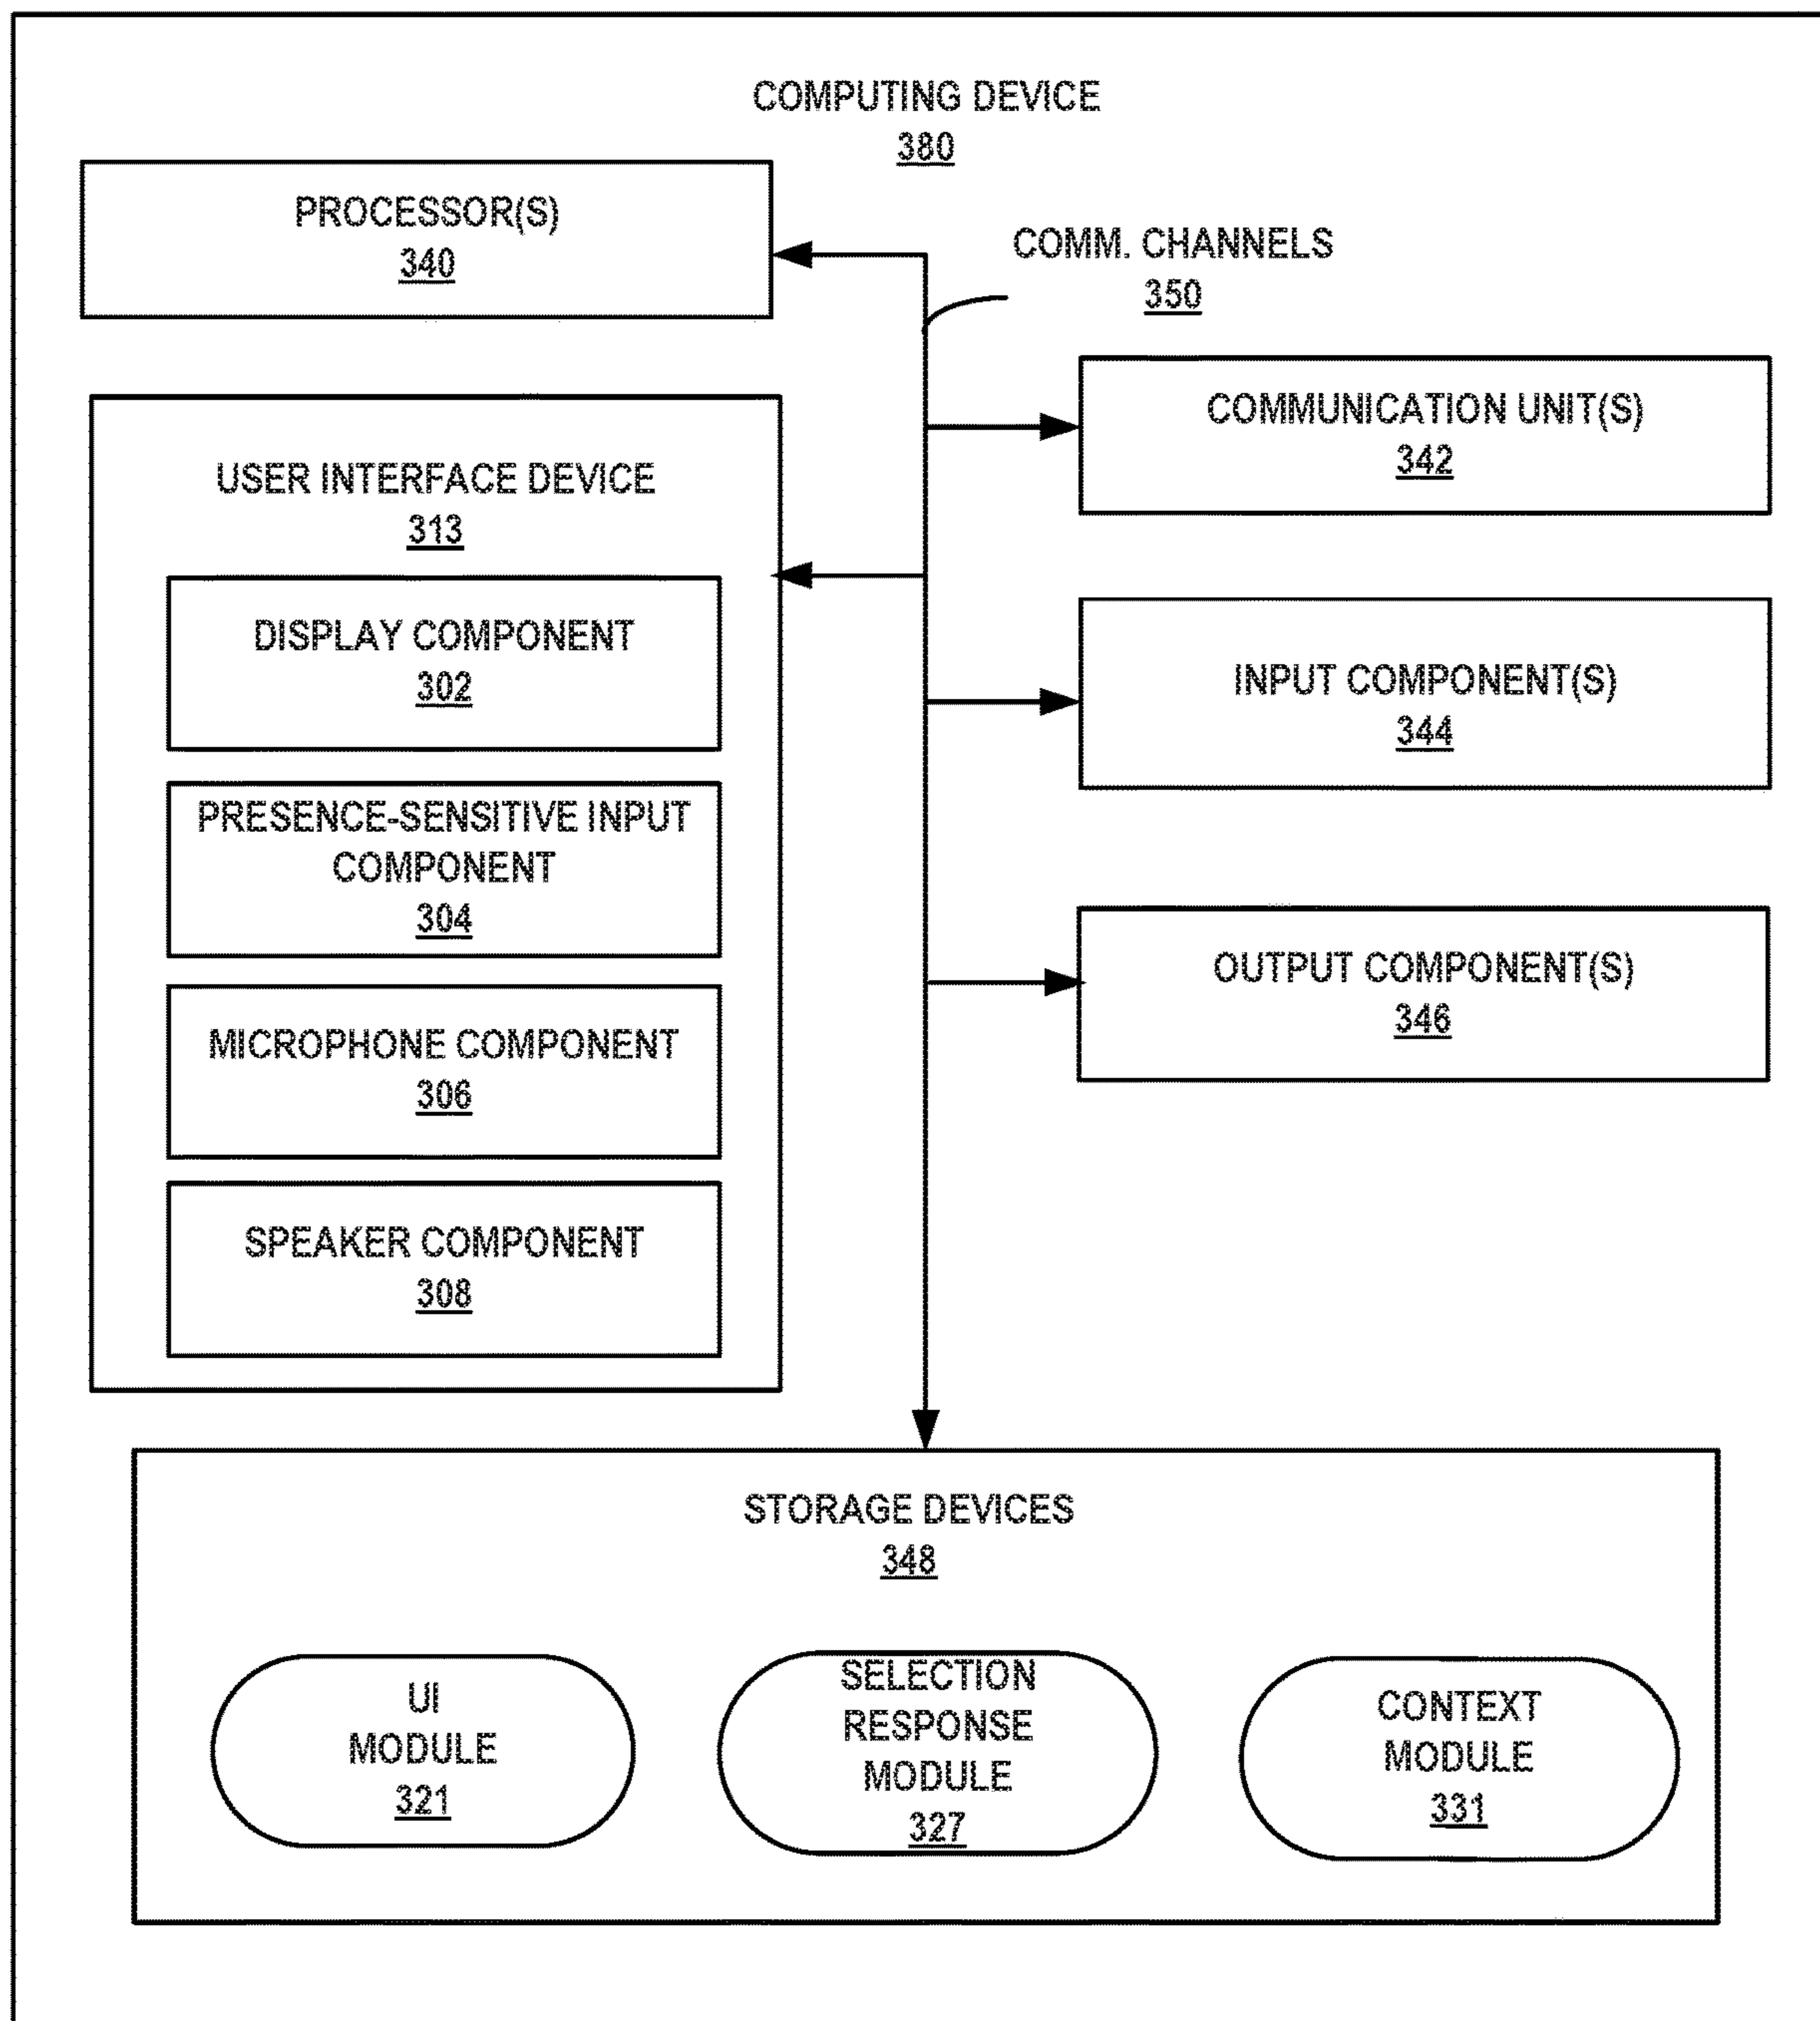 COMPUTING DEVICE
380
PROCESSOR(S)
340
COMM. CHANNELS
350
COMMUNICATION UNIT(S)
342
USER INTERFACE DEVICE
313
DISPLAY COMPONENT
302
INPUT COMPONENT(S)
344
PRESENCE-SENSITIVE INPUT
COMPONENT
304
OUTPUT COMPONENT(S)
346
MICROPHONE COMPONENT
306
SPEAKER COMPONENT
308
STORAGE DEVICES
348
UI
MODULE
321
SELECTION
RESPONSE
MODULE
327
CONTEXT
MODULE
331